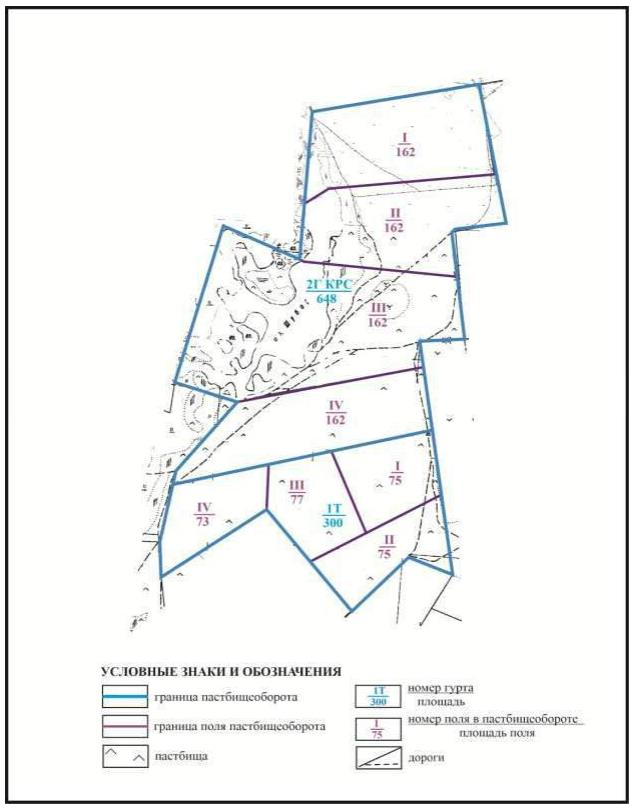 I
162
II
162
2Г КРС
648
III
162
IV
162
I
75
III
77
1Т
300
IV
73
II
75
УСЛОВНЫЕ ЗНАКИ И ОБОЗНАЧЕНИЯ
граница пастбищеоборота
граница поля пастбищеоборота
пастбища
1Т
300
номер гурта
площадь
I
75
номер поля в пастбищеобороте
площадь поля
дороги